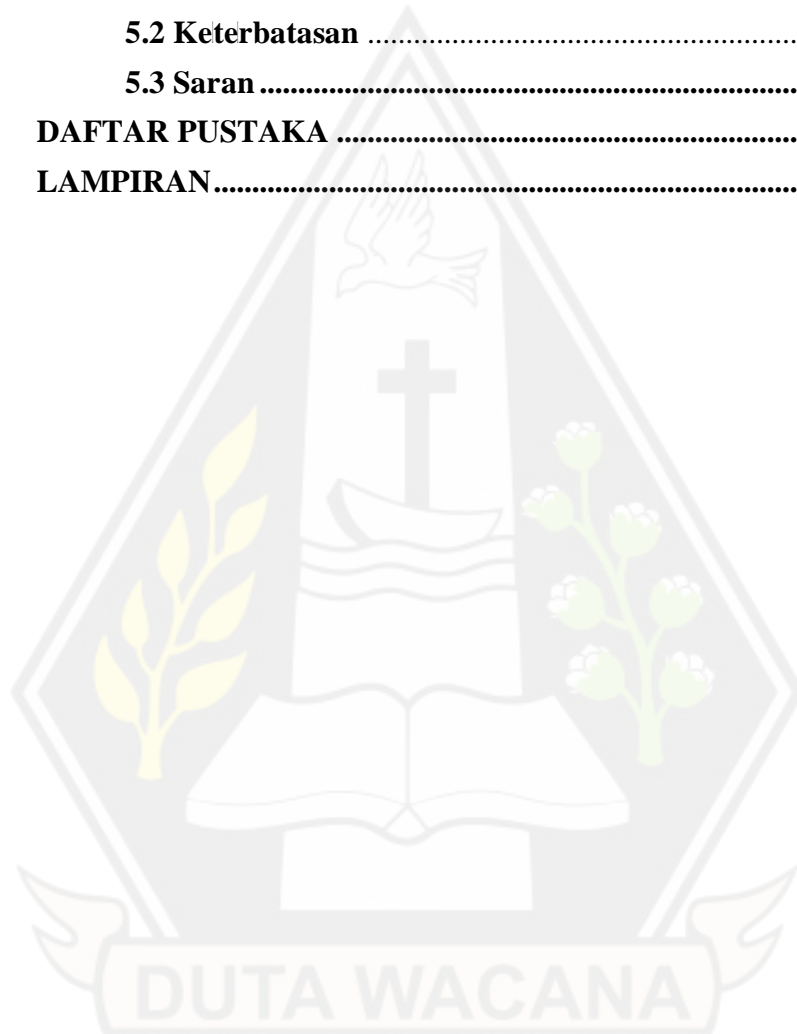 5.2 Keterbatasan ........................................................
5.3 Saran ......................................................................
DAFTAR PUSTAKA ............................................................
LAMPIRAN............................................................................
DUTA WACANA